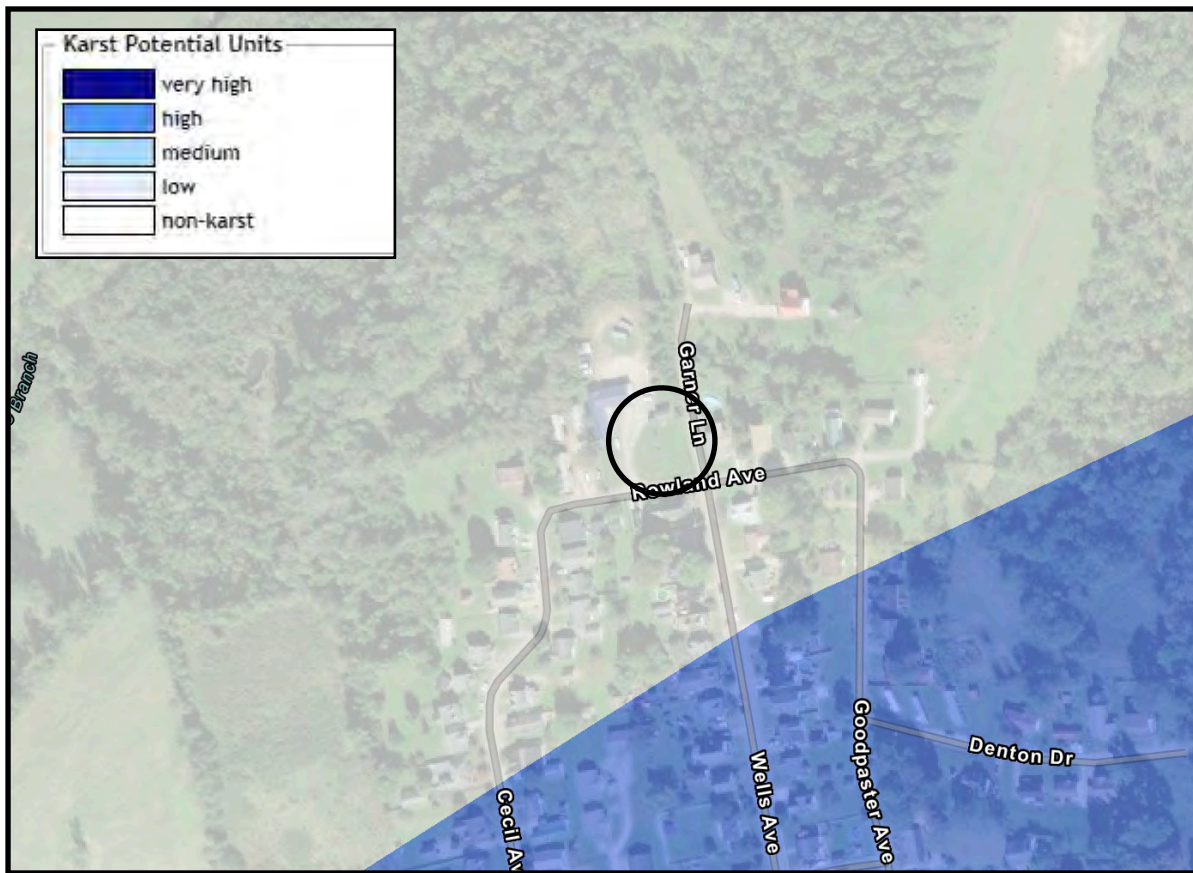 Karst Potential Units
very high
high
medium
low
non-karst
Branch
Garner Ln
Rowland Ave
Goodpaster Ave
Denton Dr
Wells Ave
Cecil Av